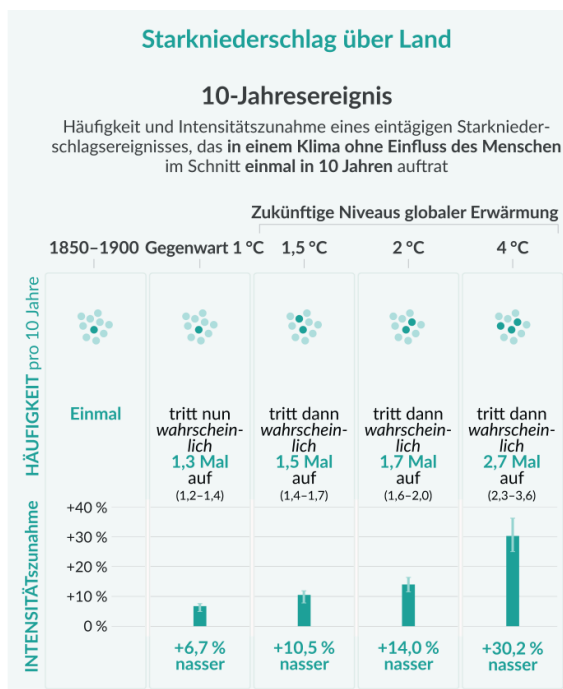 Starkniederschlag über Land
10-Jahresereignis
Häufigkeit und Intensitätszunahme eines eintägigen Starknieder-
schlagsereignisses, das in einem Klima ohne Einfluss des Menschen
im Schnitt einmal in 10 Jahren auftrat
Zukünftige Niveaus globaler Erwärmung
1850–1900 Gegenwart 1 °C 1,5 °C 2 °C 4 °C
HÄUFIGKEIT pro 10 Jahre
Einmal
tritt nun
wahrschein-
lich
1,3 Mal
auf
(1,2–1,4)
tritt dann
wahrschein-
lich
1,5 Mal
auf
(1,4–1,7)
tritt dann
wahrschein-
lich
1,7 Mal
auf
(1,6–2,0)
tritt dann
wahrschein-
lich
2,7 Mal
auf
(2,3–3,6)
INTENSITÄTszunahme
+40 %
+30 %
+20 %
+10 %
0 %
+6,7 %
nasser
+10,5 %
nasser
+14,0 %
nasser
+30,2 %
nasser